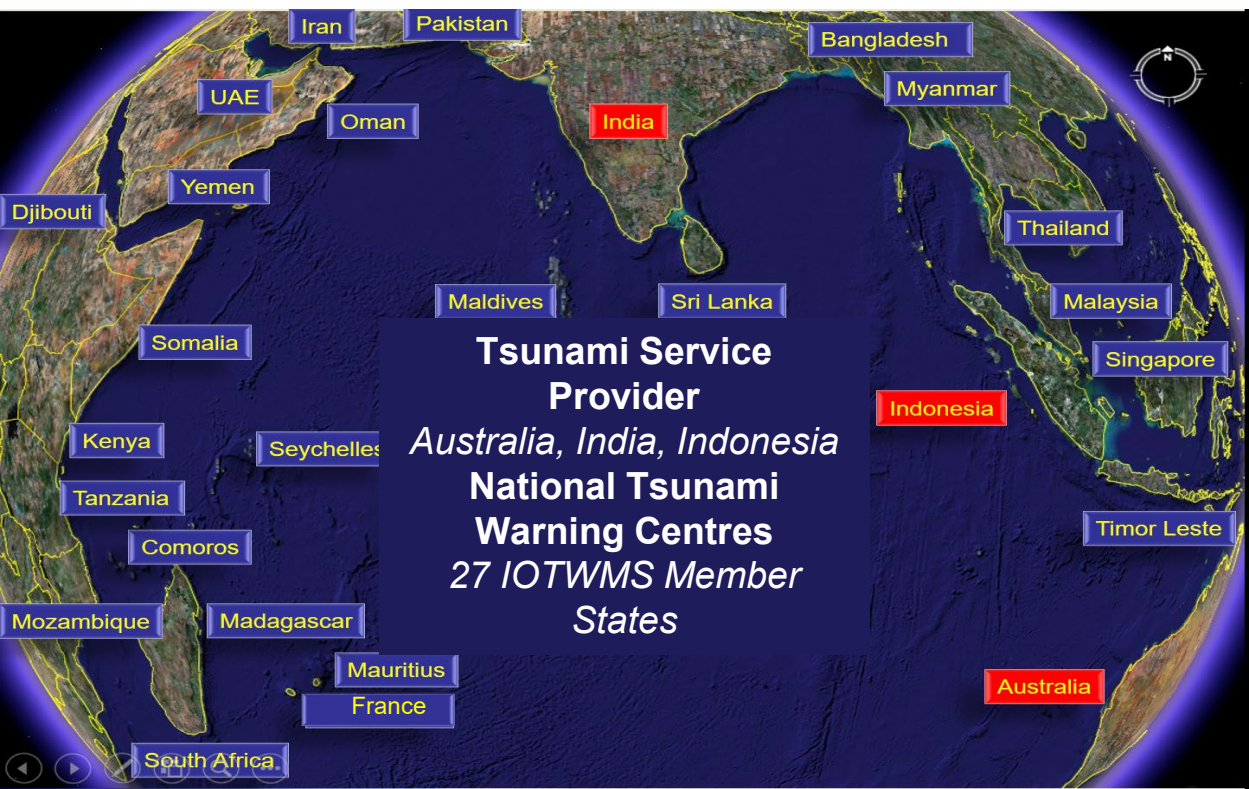 Iran
Pakistan
Bangladesh
N
UAE
Myanmar
Oman
India
Yemen
Djibouti
Thailand
Maldives
Sri Lanka
Malaysia
Somalia
Singapore
Tsunami Service
Provider
Australia, India, Indonesia
National Tsunami
Warning Centres
27 IOTWMS Member
States
Indonesia
Kenya
Seychelles
Tanzania
Timor Leste
Comoros
Mozambique
Madagascar
Mauritius
Australia
France
South Africa